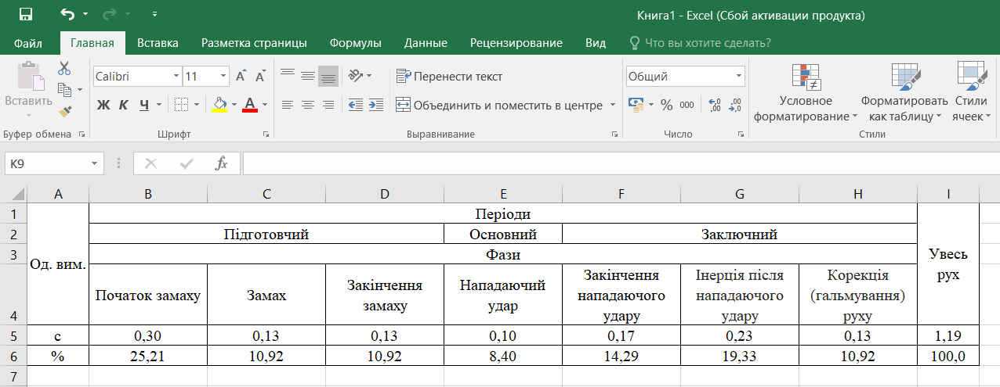 Книга1 - Excel (Сбой активации продукта)
Файл Главная Вставка Разметка страницы Формулы Данные Рецензирование Вид Что вы хотите сделать?
Вставить
Буфер обмена
Calibri 11
Ж К Ч
Шрифт
Перенести текст
Объединить и поместить в центре
Выравнивание
Общий
% 000 ,0 ,00 ,00 ,0
Число
Условное форматирование
Форматировать как таблицу
Стили ячеек
Стили
K9 fx
A B C D E F G H I
1 Од. вим. Періоди Увесь рух
2 Підготовчий Основний Заключний
3 Фази
4 Початок замаху Замах Закінчення замаху Нападаючий удар Закінчення нападаючого удару Інерція після нападаючого удару Корекція (гальмування) руху
5 с 0,30 0,13 0,13 0,10 0,17 0,23 0,13 1,19
6 % 25,21 10,92 10,92 8,40 14,29 19,33 10,92 100,0
7